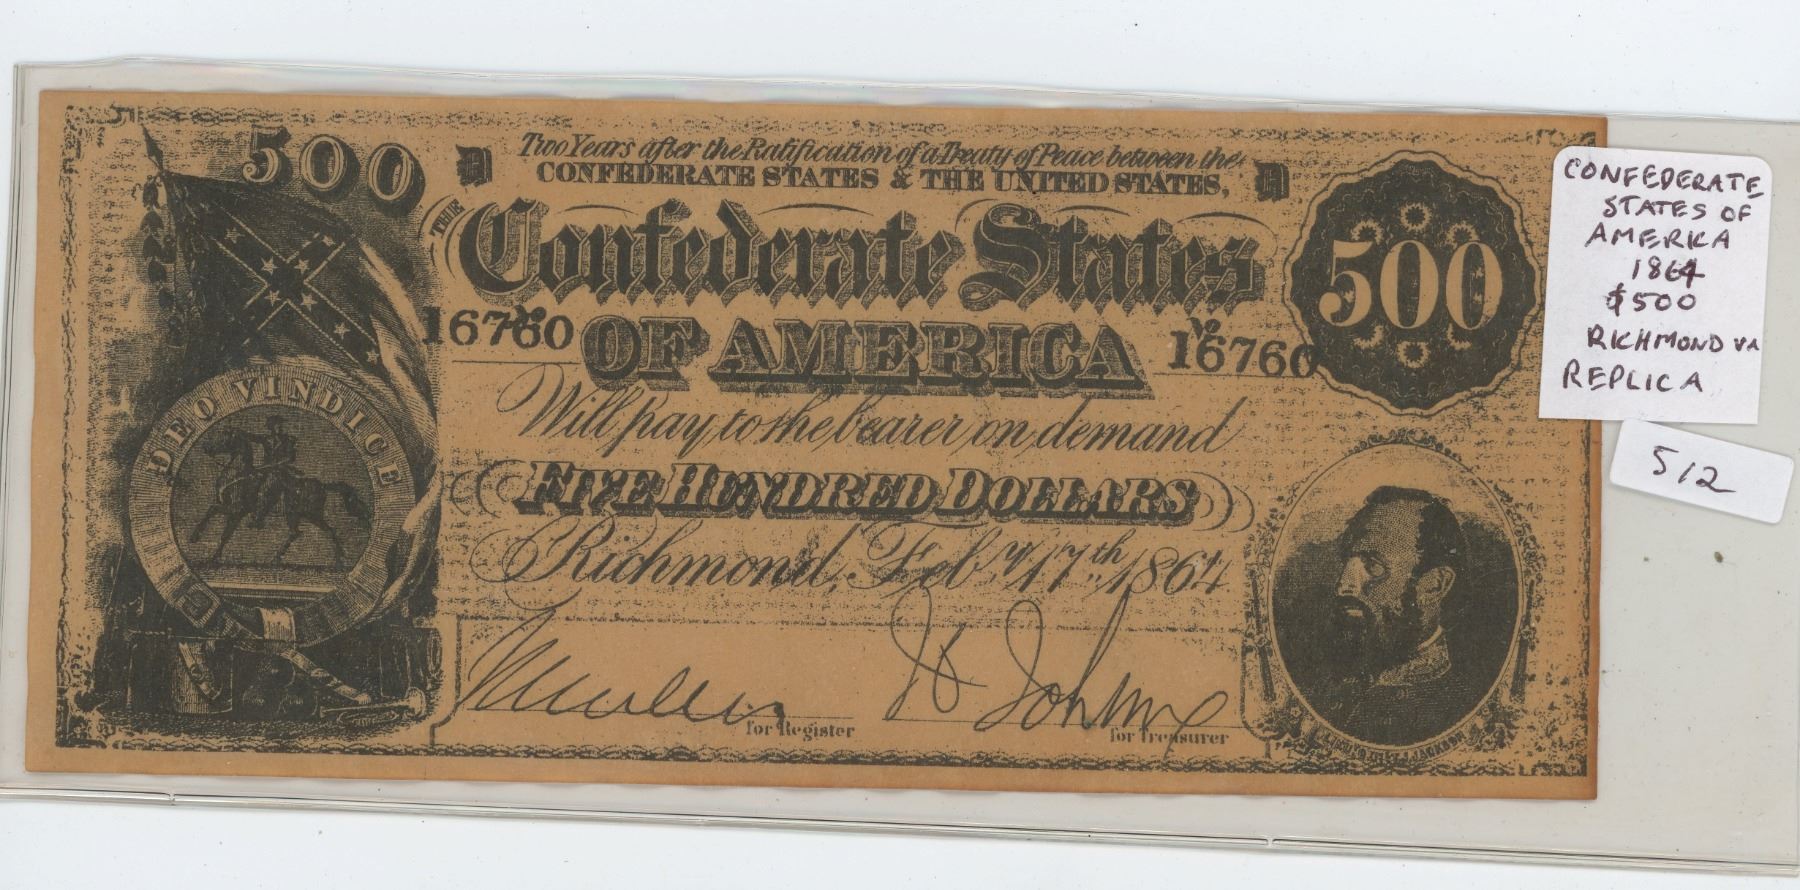 500
Two Years after the Ratification of a Treaty of Peace between the
CONFEDERATE STATES & THE UNITED STATES,
THE
Confederate States
OF AMERICA
No 16760
No 16760
500
Will pay to the bearer on demand
FIVE HUNDRED DOLLARS
Richmond, Feby. 17th, 1864
DEO VINDICE
for Register
for Treasurer
JACKSON
CONFEDERATE
STATES OF
AMERICA
1864
$500
RICHMOND VA
REPLICA
512